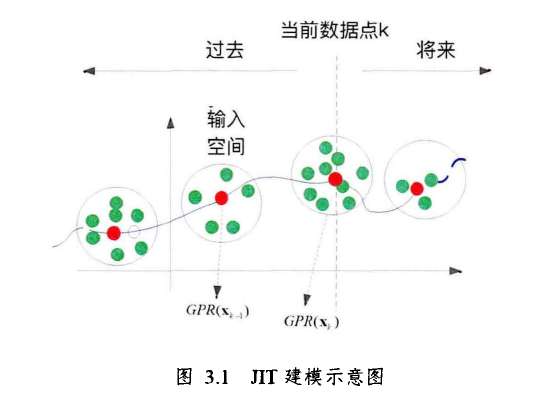 当前数据点k
过去
将来
输入
空间
GPR(x_{k-1})
GPR(x_k)
图 3.1 JIT 建模示意图